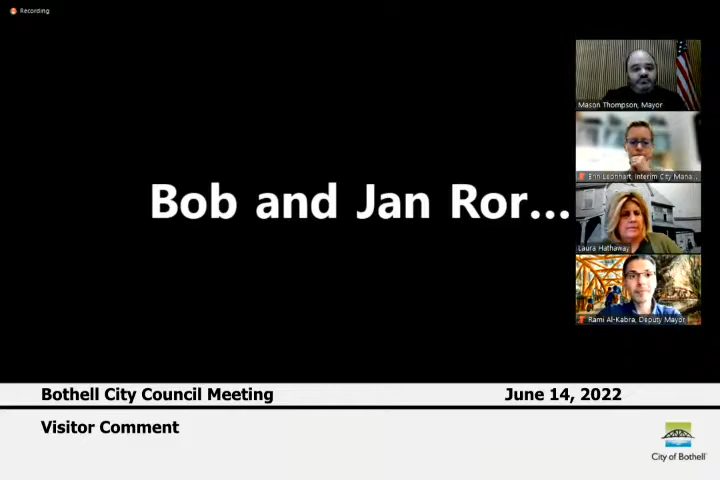 Recording
Mason Thompson, Mayor
Erin Leonhart, Interim City Mana...
Bob and Jan Ror...
Laura Hathaway
Rami Al-Kabra, Deputy Mayor
Bothell City Council Meeting June 14, 2022
Visitor Comment
City of Bothell